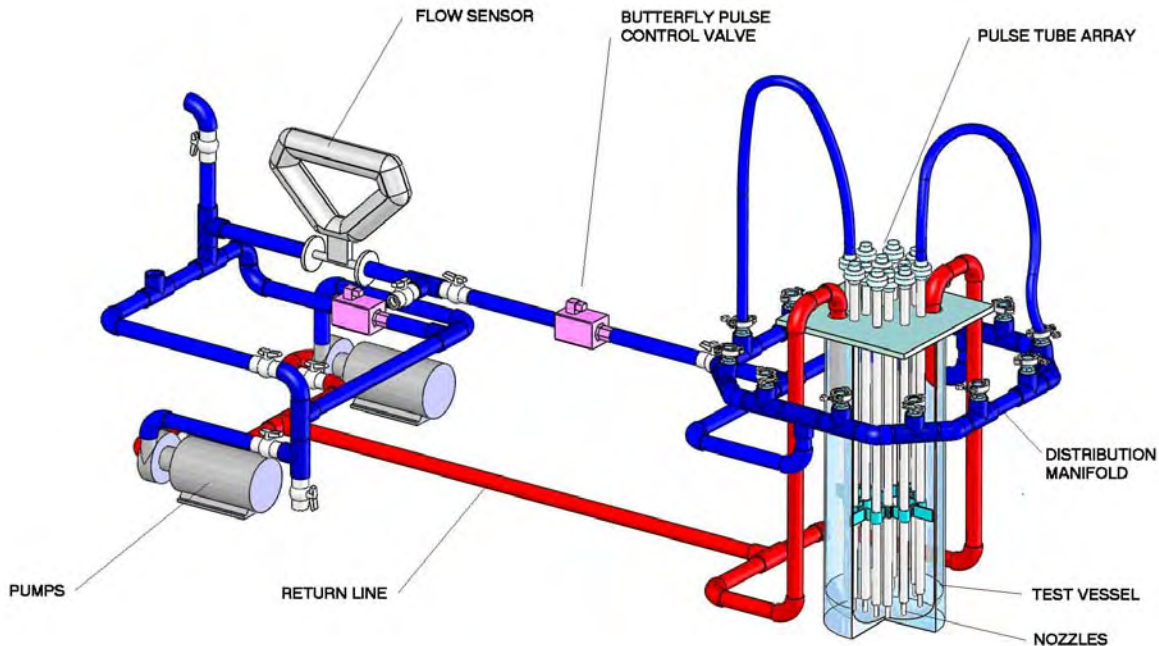 FLOW SENSOR
BUTTERFLY PULSE
CONTROL VALVE
PULSE TUBE ARRAY
DISTRIBUTION
MANIFOLD
PUMPS
RETURN LINE
TEST VESSEL
NOZZLES